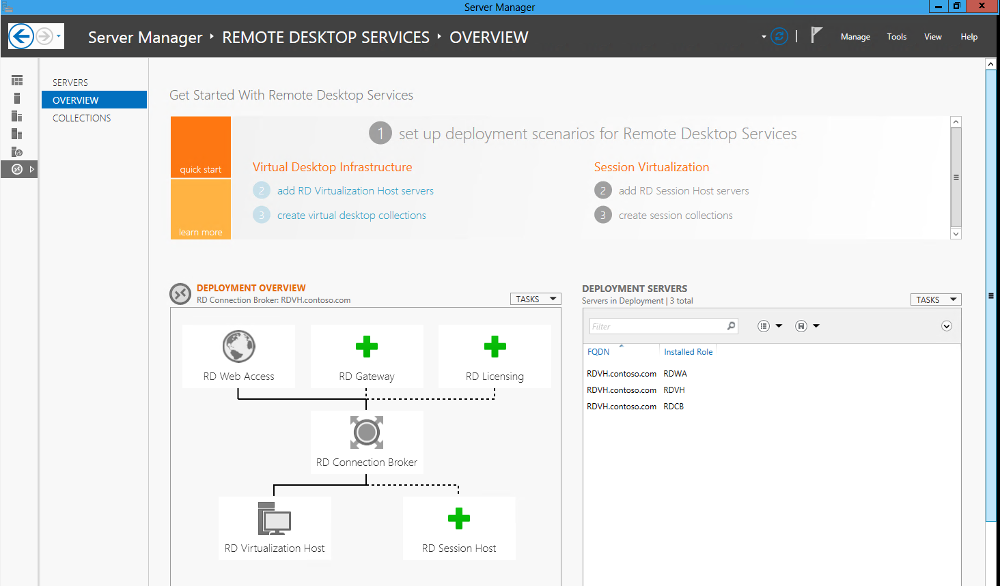 Server Manager
Server Manager ‣ REMOTE DESKTOP SERVICES ‣ OVERVIEW
Manage Tools View Help
SERVERS
OVERVIEW
COLLECTIONS
Get Started With Remote Desktop Services
quick start
learn more
1 set up deployment scenarios for Remote Desktop Services
Virtual Desktop Infrastructure
2 add RD Virtualization Host servers
3 create virtual desktop collections
Session Virtualization
2 add RD Session Host servers
3 create session collections
DEPLOYMENT OVERVIEW
RD Connection Broker: RDVH.contoso.com
TASKS
RD Web Access
RD Gateway
RD Licensing
RD Connection Broker
RD Virtualization Host
RD Session Host
DEPLOYMENT SERVERS
Servers in Deployment | 3 total
TASKS
Filter
FQDN Installed Role
RDVH.contoso.com RDWA
RDVH.contoso.com RDVH
RDVH.contoso.com RDCB